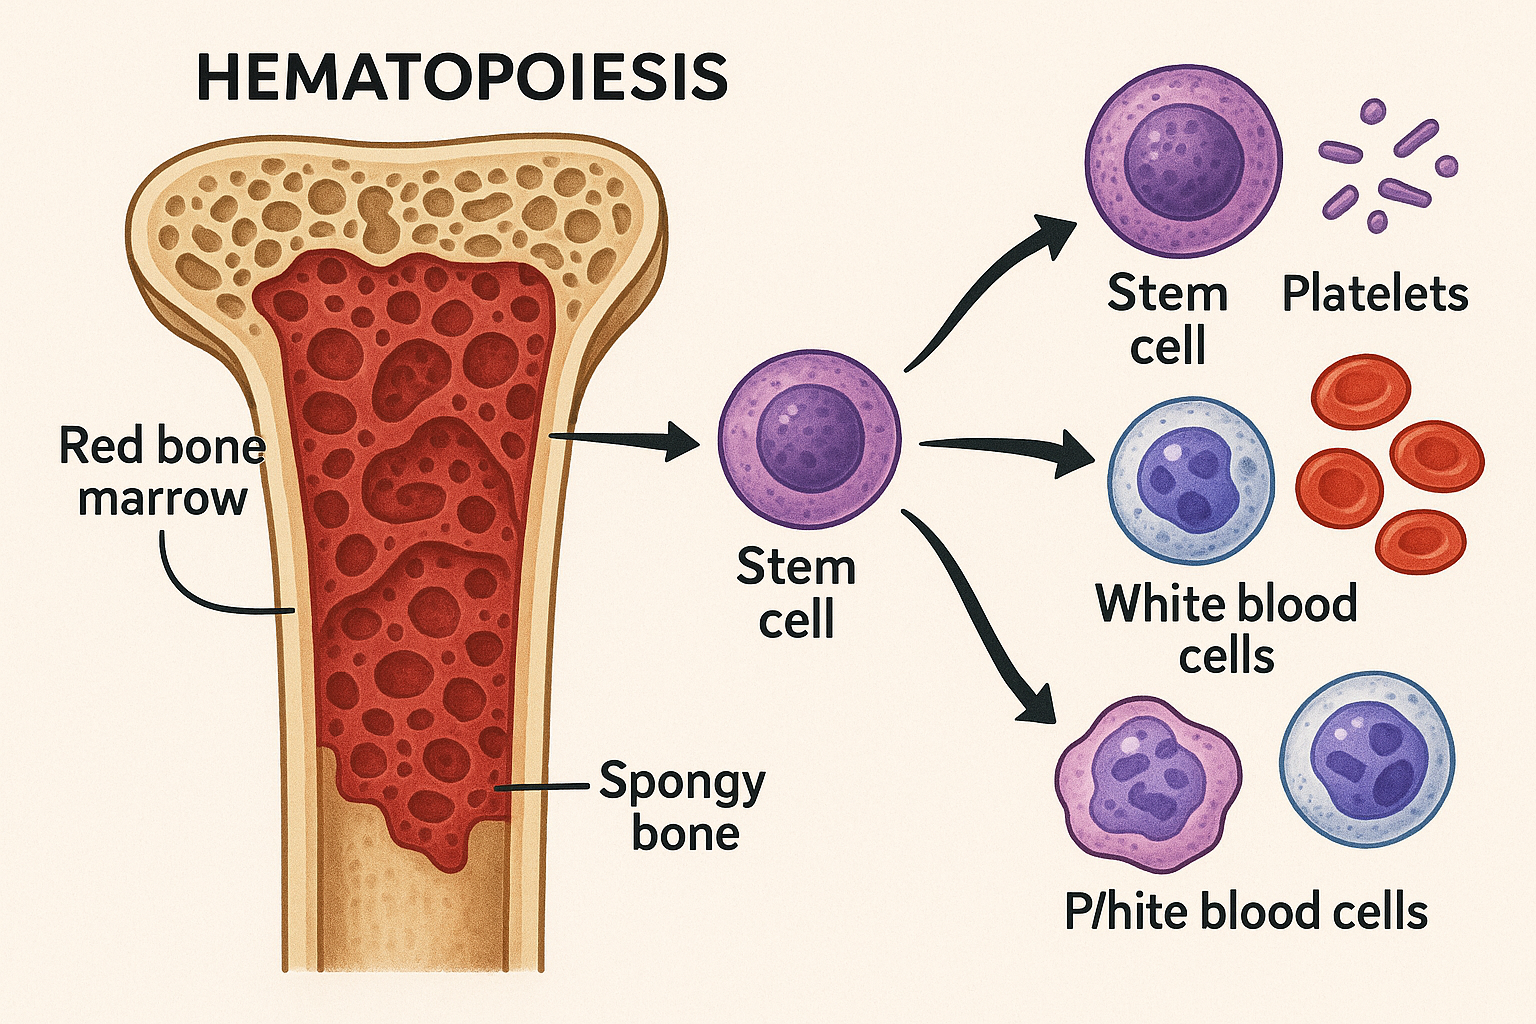 HEMATOPOIESIS
Red bone
marrow
Spongy
bone
Stem
cell
Stem
cell
Platelets
White blood
cells
P/hite blood cells